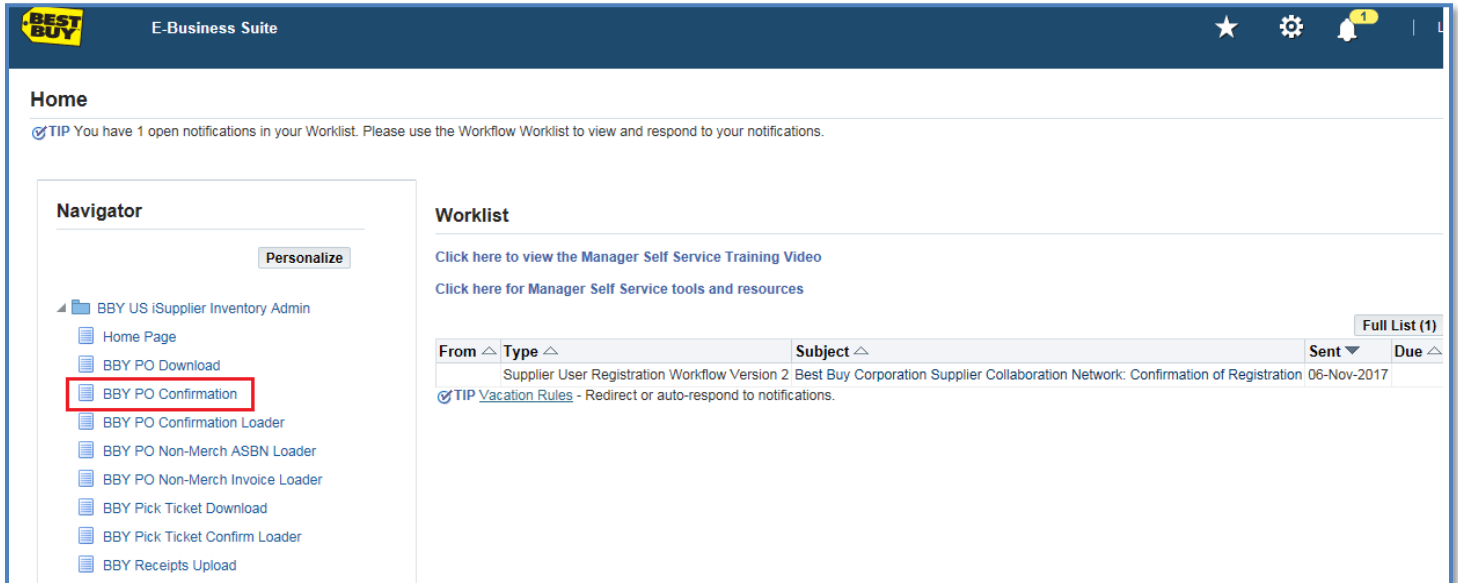 BEST
BUY
E-Business Suite
1
Home
TIP You have 1 open notifications in your Worklist. Please use the Workflow Worklist to view and respond to your notifications.
Navigator
Personalize
BBY US iSupplier Inventory Admin
Home Page
BBY PO Download
BBY PO Confirmation
BBY PO Confirmation Loader
BBY PO Non-Merch ASBN Loader
BBY PO Non-Merch Invoice Loader
BBY Pick Ticket Download
BBY Pick Ticket Confirm Loader
BBY Receipts Upload
Worklist
Click here to view the Manager Self Service Training Video
Click here for Manager Self Service tools and resources
Full List (1)
From Type Subject Sent Due
Supplier User Registration Workflow Version 2 Best Buy Corporation Supplier Collaboration Network: Confirmation of Registration 06-Nov-2017
TIP Vacation Rules - Redirect or auto-respond to notifications.